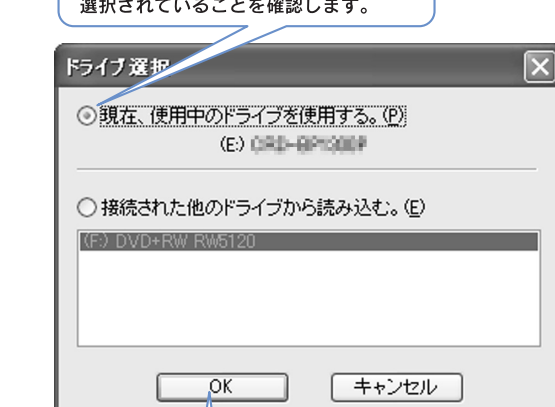 選択されていることを確認します。
ドライブ選択
現在、使用中のドライブを使用する。(P)
(E:)
接続された他のドライブから読み込む。(E)
(F:) DVD+RW RW5120
OK
キャンセル